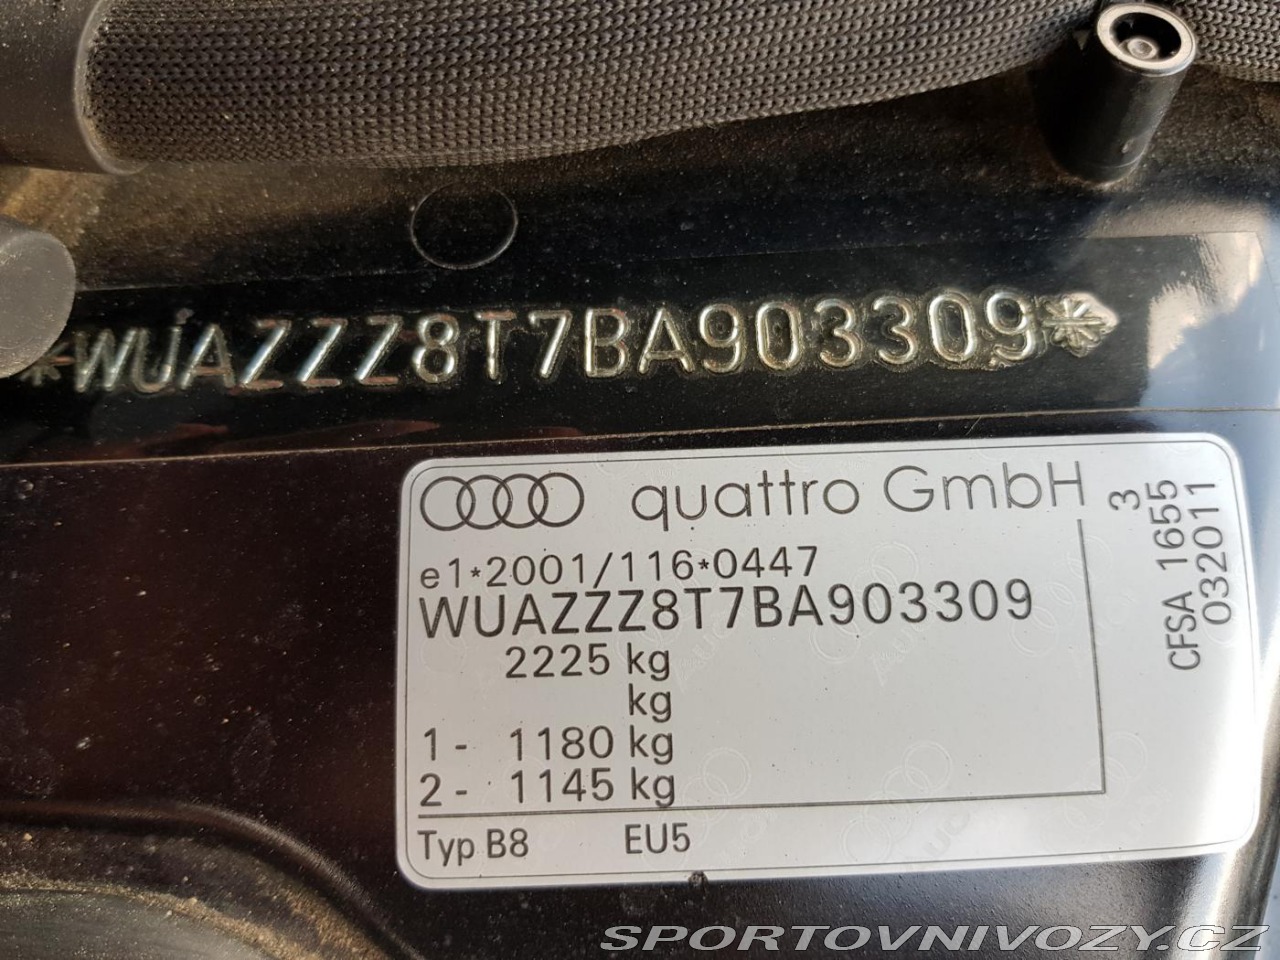 *WUAZZZ8T7BA903309*
quattro GmbH
e1*2001/116*0447
WUAZZZ8T7BA903309
2225 kg
kg
1- 1180 kg
2- 1145 kg
Typ B8 EU5
3
CFSA 1655
032011
SPORTOVNIVOZY.CZ